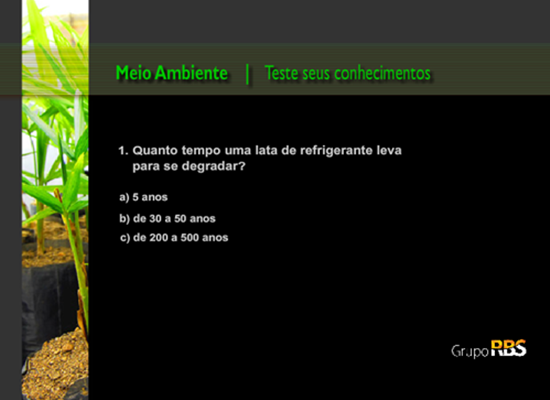 Meio Ambiente | Teste seus conhecimentos
1. Quanto tempo uma lata de refrigerante leva
para se degradar?
a) 5 anos
b) de 30 a 50 anos
c) de 200 a 500 anos
Grupo RBS